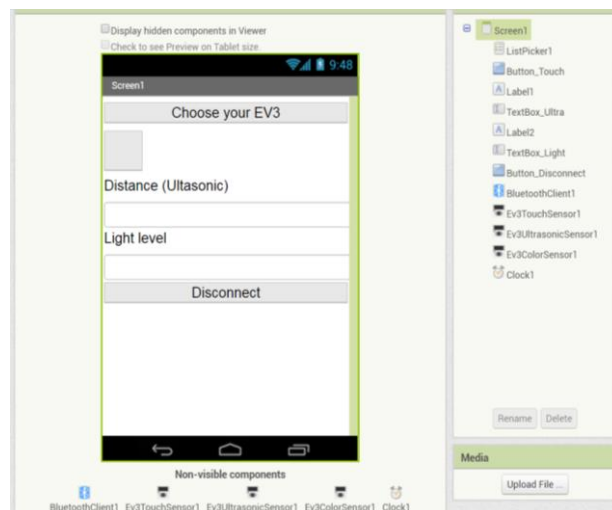 Display hidden components in Viewer
Check to see Preview on Tablet size.
9:48
Screen1
Choose your EV3
Distance (Ultasonic)
Light level
Disconnect
Non-visible components
BluetoothClient1 Ev3TouchSensor1 Ev3UltrasonicSensor1 Ev3ColorSensor1 Clock1
Screen1
ListPicker1
Button_Touch
Label1
TextBox_Ultra
Label2
TextBox_Light
Button_Disconnect
BluetoothClient1
Ev3TouchSensor1
Ev3UltrasonicSensor1
Ev3ColorSensor1
Clock1
Rename Delete
Media
Upload File ...